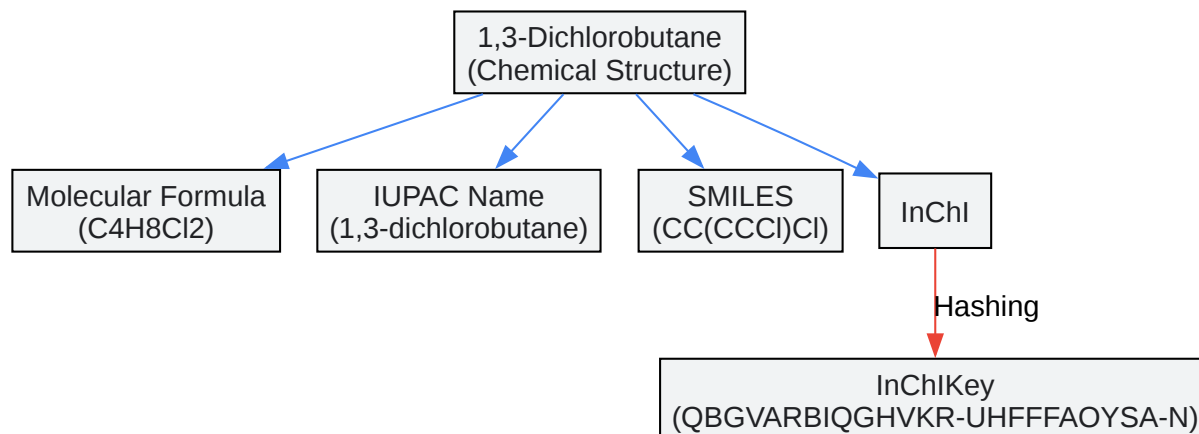 1,3-Dichlorobutane
(Chemical Structure)
Molecular Formula
(C4H8Cl2)
IUPAC Name
(1,3-dichlorobutane)
SMILES
(CC(CCCl)Cl)
InChI
Hashing
InChIKey
(QBGVARBIQGHVKR-UHFFFAOYSA-N)